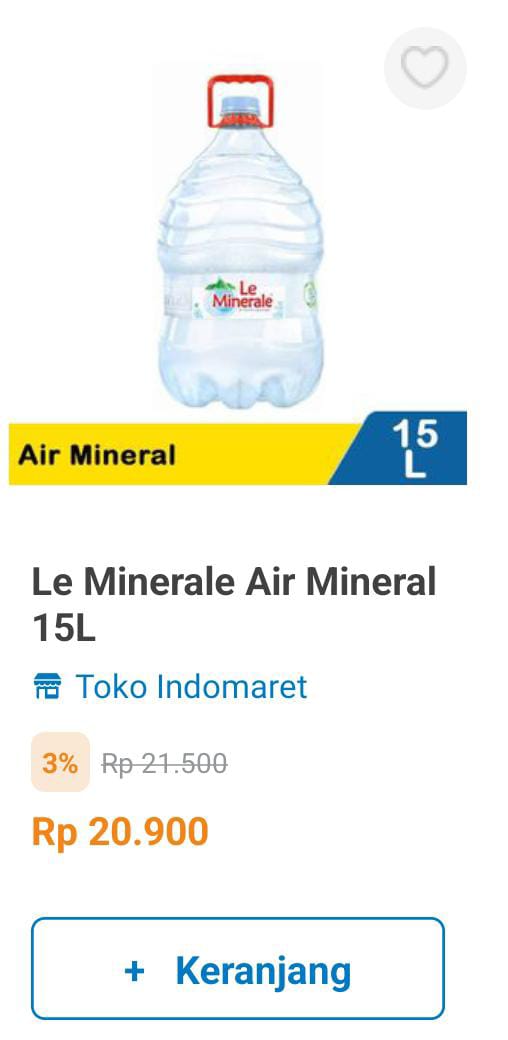 Le
Minerale
Air Mineral
15
L
Le Minerale Air Mineral
15L
Toko Indomaret
3% Rp 21.500
Rp 20.900
+ Keranjang